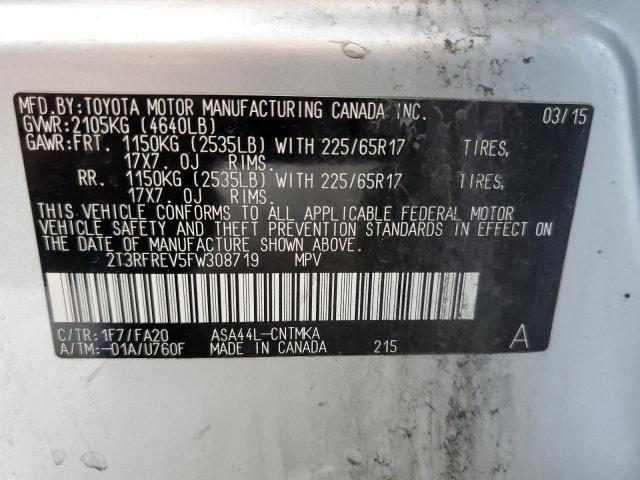 MFD.BY:TOYOTA MOTOR MANUFACTURING CANADA INC. 03/15
GVWR:2105KG (4640LB)
GAWR:FRT. 1150KG (2535LB) WITH 225/65R17 TIRES,
17X7.0J RIMS.
RR. 1150KG (2535LB) WITH 225/65R17 TIRES,
17X7.0J RIMS.
THIS VEHICLE CONFORMS TO ALL APPLICABLE FEDERAL MOTOR
VEHICLE SAFETY AND THEFT PREVENTION STANDARDS IN EFFECT ON
THE DATE OF MANUFACTURE SHOWN ABOVE.
2T3RFREV5FW308719 MPV
C/TR:1F7/FA20 ASA44L-CNTMKA
A/TM:-01A/U760F MADE IN CANADA 215 A